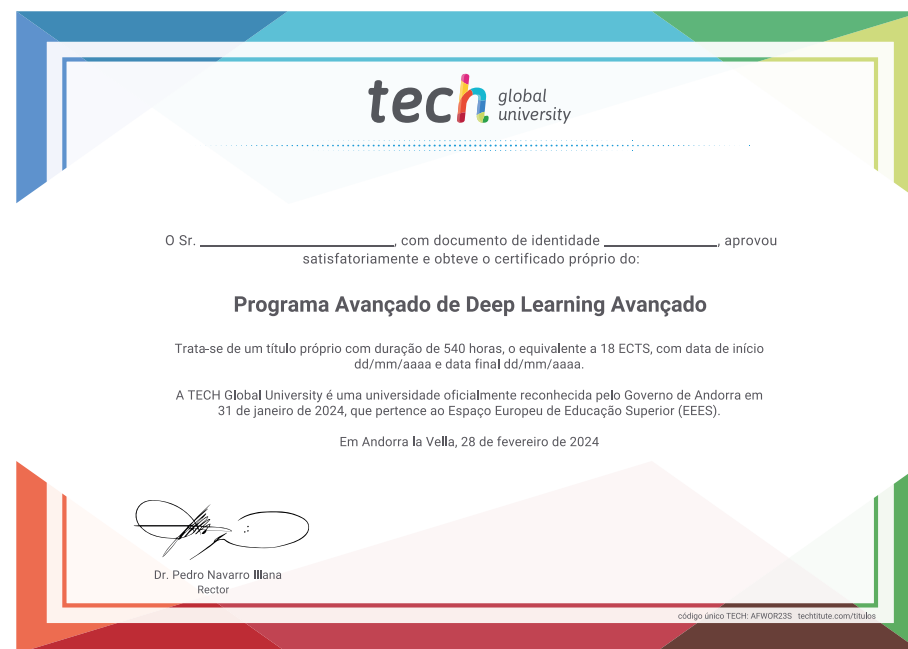 tech global university
O Sr. ____________________, com documento de identidade ____________, aprovou
satisfatoriamente e obteve o certificado próprio do:
Programa Avançado de Deep Learning Avançado
Trata-se de um título próprio com duração de 540 horas, o equivalente a 18 ECTS, com data de início
dd/mm/aaaa e data final dd/mm/aaaa.
A TECH Global University é uma universidade oficialmente reconhecida pelo Governo de Andorra em
31 de janeiro de 2024, que pertence ao Espaço Europeu de Educação Superior (EEES).
Em Andorra la Vella, 28 de fevereiro de 2024
Dr. Pedro Navarro Illana
Rector
código único TECH: AFWOR23S techtitute.com/titulos